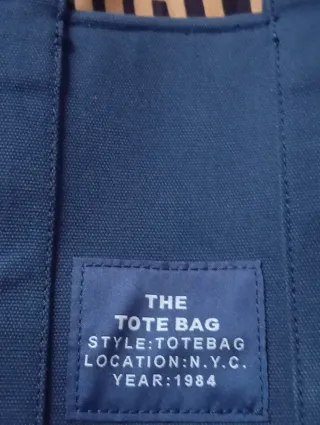 THE
TOTE BAG
STYLE:TOTEBAG
LOCATION:N.Y.C.
YEAR:1984